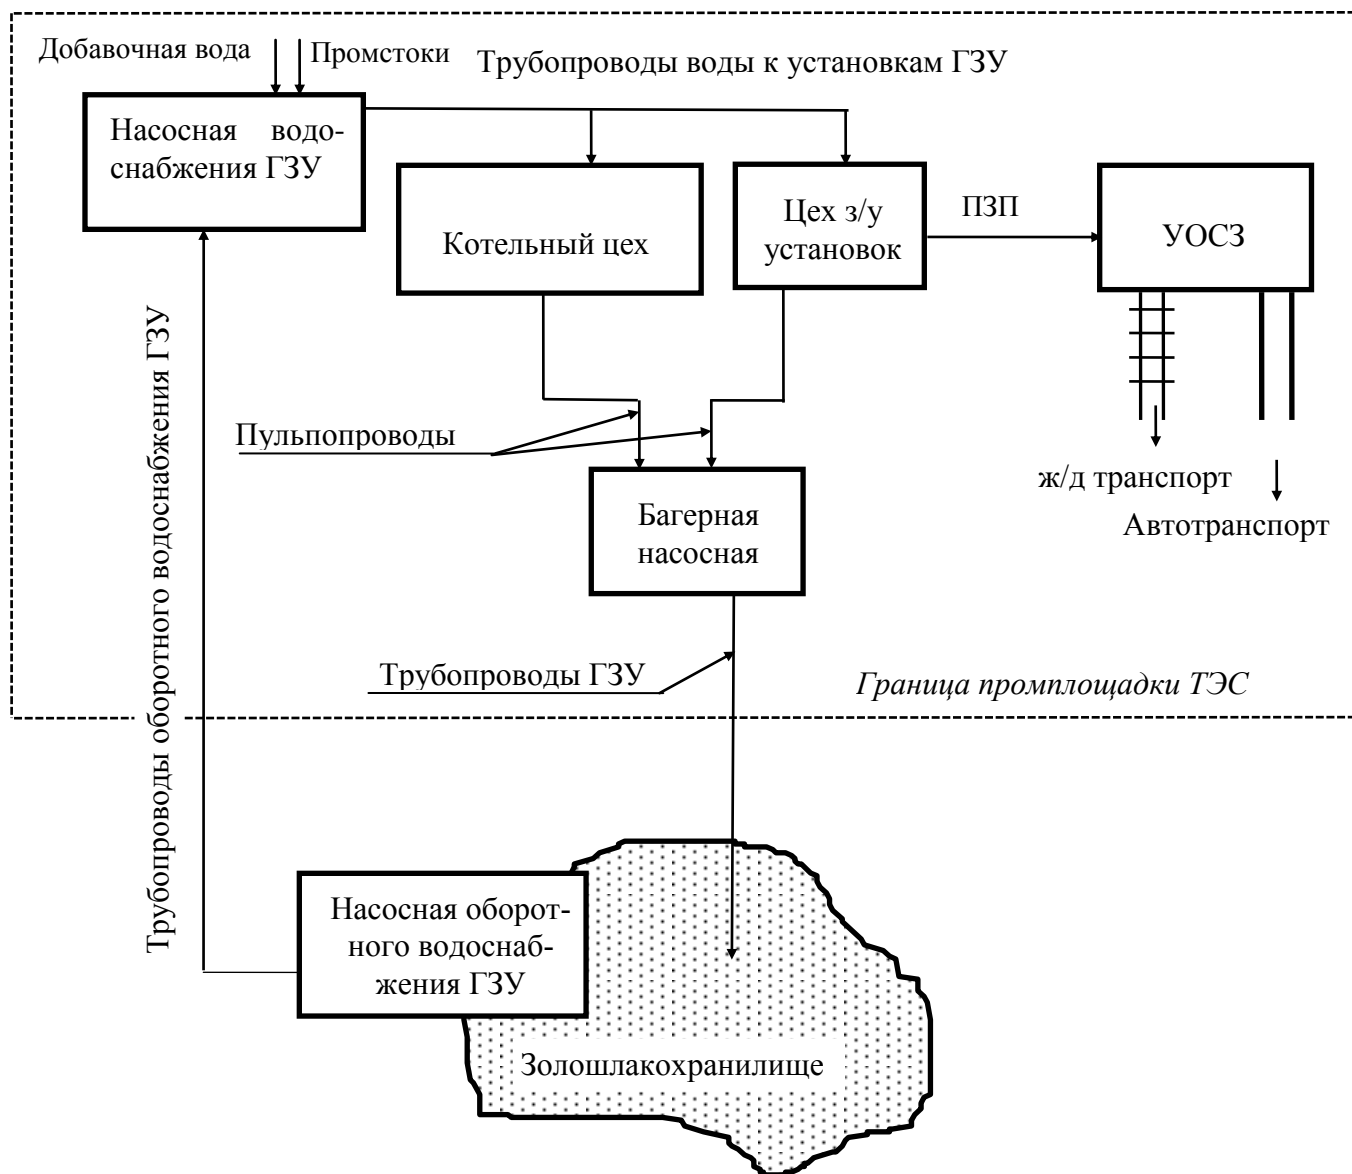 Добавочная вода
Промстоки
Трубопроводы воды к установкам ГЗУ
Насосная водо-
снабжения ГЗУ
Котельный цех
Цех з/у
установок
ПЗП
УОСЗ
Трубопроводы оборотного водоснабжения ГЗУ
Пульпопроводы
ж/д транспорт
Автотранспорт
Багерная
насосная
Трубопроводы ГЗУ
Граница промплощадки ТЭС
Насосная оборот-
ного водоснаб-
жения ГЗУ
Золошлакохранилище